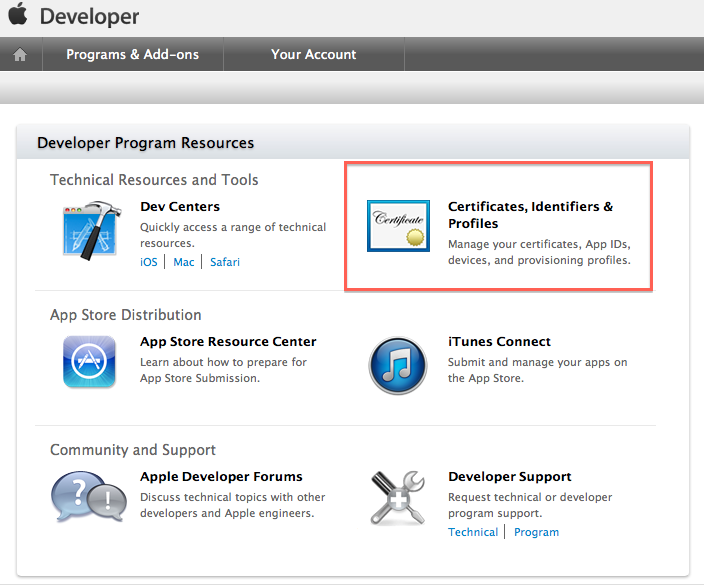 Developer
Programs & Add-ons
Your Account
Developer Program Resources
Technical Resources and Tools
Dev Centers
Quickly access a range of technical
resources.
iOS | Mac | Safari
Certificate
Certificates, Identifiers &
Profiles
Manage your certificates, App IDs,
devices, and provisioning profiles.
App Store Distribution
App Store Resource Center
Learn about how to prepare for
App Store Submission.
iTunes Connect
Submit and manage your apps on
the App Store.
Community and Support
?
!
Apple Developer Forums
Discuss technical topics with other
developers and Apple engineers.
Developer Support
Request technical or developer
program support.
Technical | Program